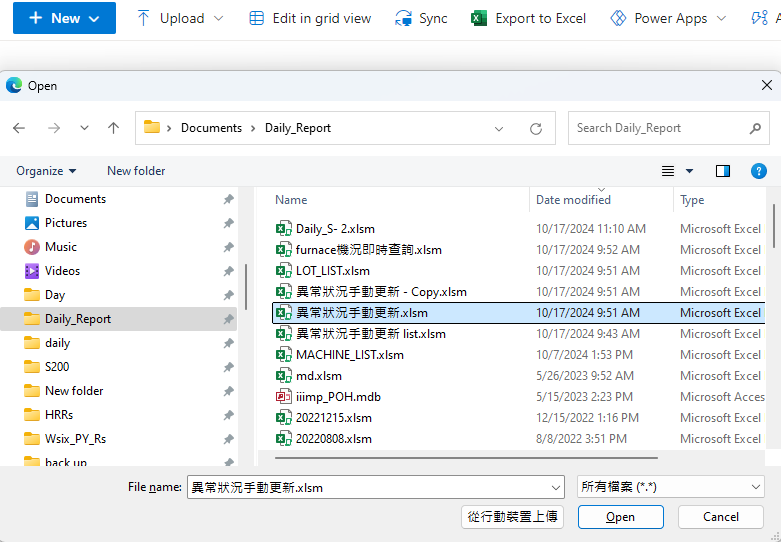 + New Upload Edit in grid view Sync Export to Excel Power Apps
Open
Documents > Daily_Report Search Daily_Report
Organize New folder
Name Date modified Type
Documents
Pictures
Music
Videos
Day
Daily_Report
daily
S200
New folder
HRRs
Wsix_PY_Rs
back up
Daily_S- 2.xlsm 10/17/2024 11:10 AM Microsoft Excel
furnace機況即時查詢.xlsm 10/17/2024 9:52 AM Microsoft Excel
LOT_LIST.xlsm 10/17/2024 9:51 AM Microsoft Excel
異常狀況手動更新 - Copy.xlsm 10/17/2024 9:51 AM Microsoft Excel
異常狀況手動更新.xlsm 10/17/2024 9:51 AM Microsoft Excel
異常狀況手動更新 list.xlsm 10/17/2024 9:43 AM Microsoft Excel
MACHINE_LIST.xlsm 10/7/2024 1:53 PM Microsoft Excel
md.xlsm 5/26/2023 9:52 AM Microsoft Excel
iiimp_POH.mdb 5/15/2023 2:23 PM Microsoft Acces
20221215.xlsm 12/15/2022 1:16 PM Microsoft Excel
20220808.xlsm 8/8/2022 3:51 PM Microsoft Excel
File name: 異常狀況手動更新.xlsm 所有檔案 (*.*)
從行動裝置上傳 Open Cancel